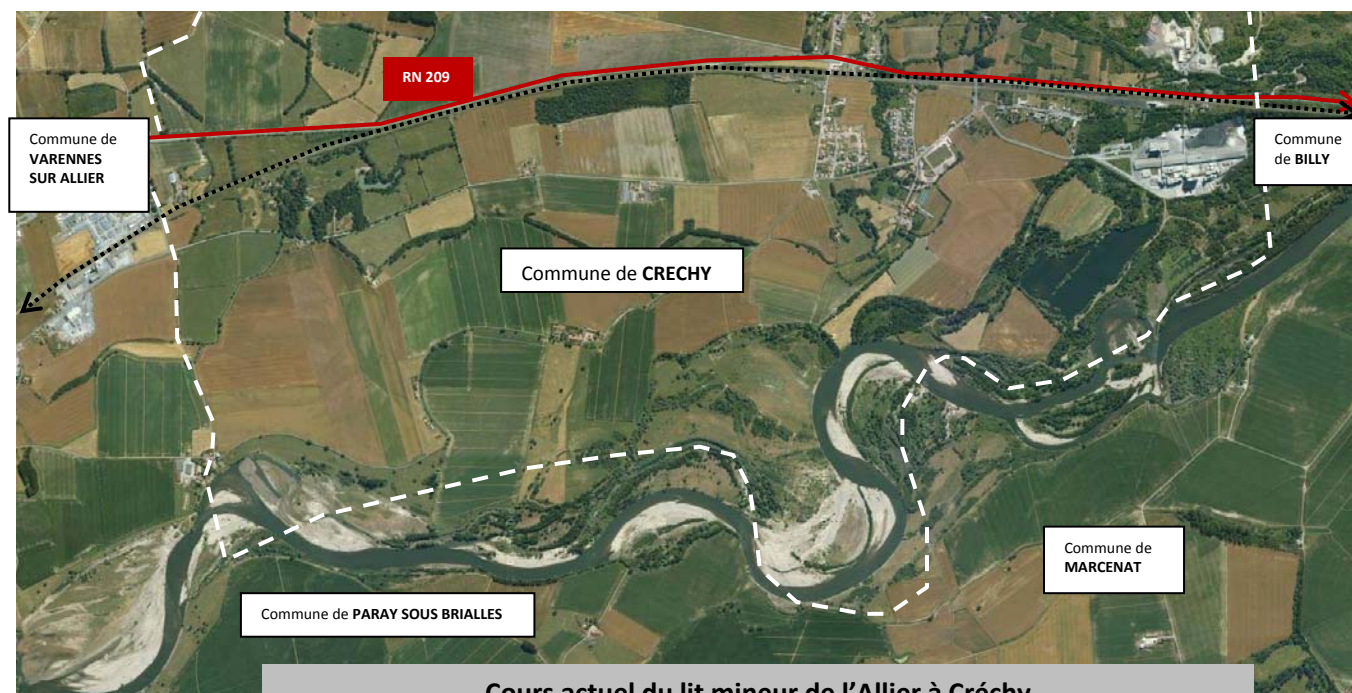 RN 209
Commune de
VARENNES
SUR ALLIER
Commune
de BILLY
Commune de CRECHY
Commune de
MARCENAT
Commune de PARAY SOUS BRIALLES
Cours actuel du lit mineur de l'Allier à Créchy